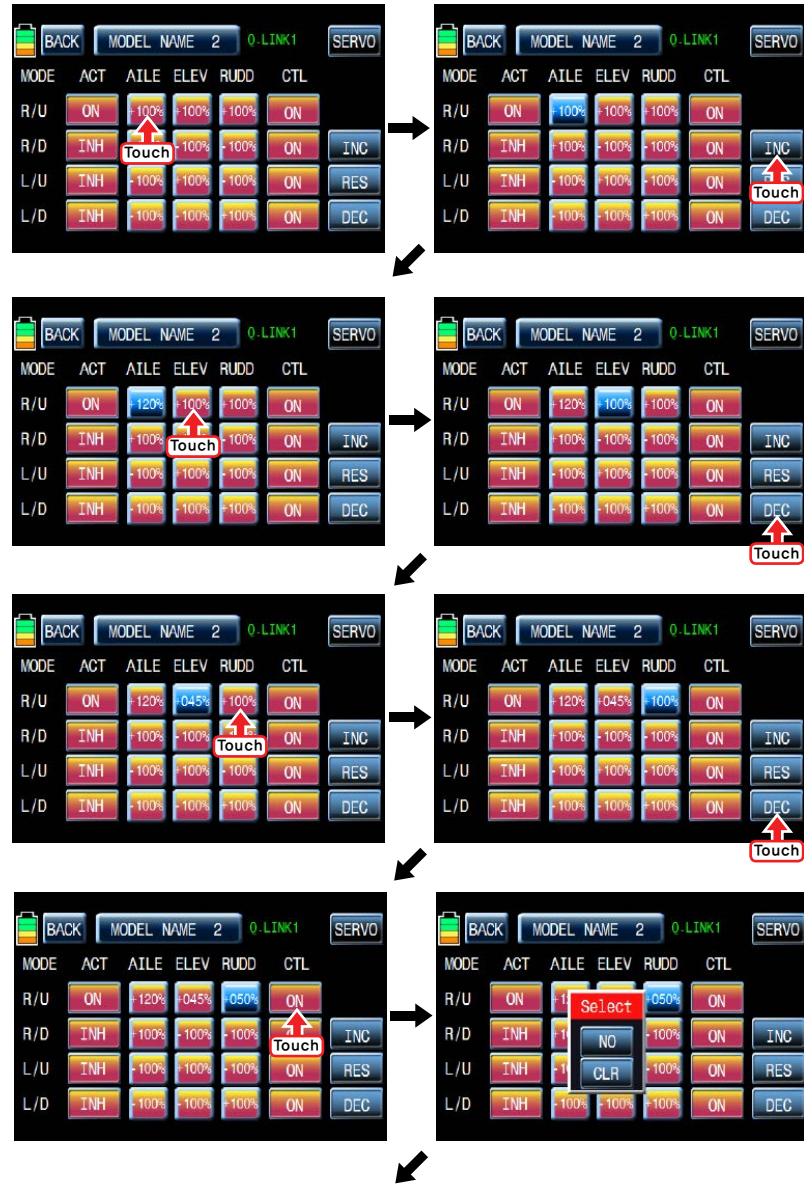 BACK MODEL NAME 2 Q-LINK1 SERVO
MODE ACT AILE ELEV RUDD CTL
R/U ON +100% +100% +100% ON
R/D INH -100% -100% ON INC
Touch
L/U INH -100% +100% -100% ON RES
L/D INH -100% -100% +100% ON DEC
BACK MODEL NAME 2 Q-LINK1 SERVO
MODE ACT AILE ELEV RUDD CTL
R/U ON +100% +100% +100% ON
R/D INH +100% -100% -100% ON INC
L/U INH -100% +100% -100% ON
Touch
L/D INH -100% -100% +100% ON DEC
BACK MODEL NAME 2 Q-LINK1 SERVO
MODE ACT AILE ELEV RUDD CTL
R/U ON +120% +100% +100% ON
R/D INH +100% -100% ON INC
Touch
L/U INH -100% +100% -100% ON RES
L/D INH -100% -100% +100% ON DEC
BACK MODEL NAME 2 Q-LINK1 SERVO
MODE ACT AILE ELEV RUDD CTL
R/U ON +120% +100% +100% ON
R/D INH +100% -100% -100% ON INC
L/U INH -100% +100% -100% ON RES
L/D INH -100% -100% +100% ON DEC
Touch
BACK MODEL NAME 2 Q-LINK1 SERVO
MODE ACT AILE ELEV RUDD CTL
R/U ON +120% +045% +100% ON
R/D INH +100% -100% ON INC
Touch
L/U INH -100% +100% -100% ON RES
L/D INH -100% -100% +100% ON DEC
BACK MODEL NAME 2 Q-LINK1 SERVO
MODE ACT AILE ELEV RUDD CTL
R/U ON +120% +045% +100% ON
R/D INH +100% -100% -100% ON INC
L/U INH -100% +100% -100% ON RES
L/D INH -100% -100% +100% ON DEC
Touch
BACK MODEL NAME 2 Q-LINK1 SERVO
MODE ACT AILE ELEV RUDD CTL
R/U ON +120% +045% +050% ON
R/D INH +100% -100% -100% INC
Touch
L/U INH -100% +100% -100% ON RES
L/D INH -100% -100% +100% ON DEC
BACK MODEL NAME 2 Q-LINK1 SERVO
MODE ACT AILE ELEV RUDD CTL
R/U ON +050% ON
Select
R/D INH NO -100% ON INC
L/U INH CLR -100% ON RES
L/D INH -100% -100% +100% ON DEC